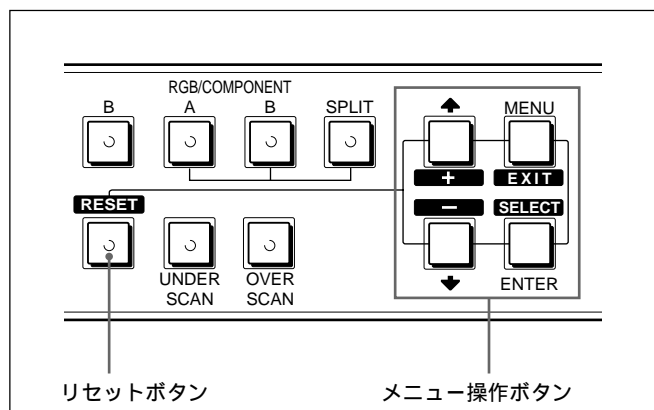 RGB/COMPONENT
B A B SPLIT MENU
+ EXIT
RESET − SELECT
UNDER SCAN
OVER SCAN
ENTER
リセットボタン メニュー操作ボタン